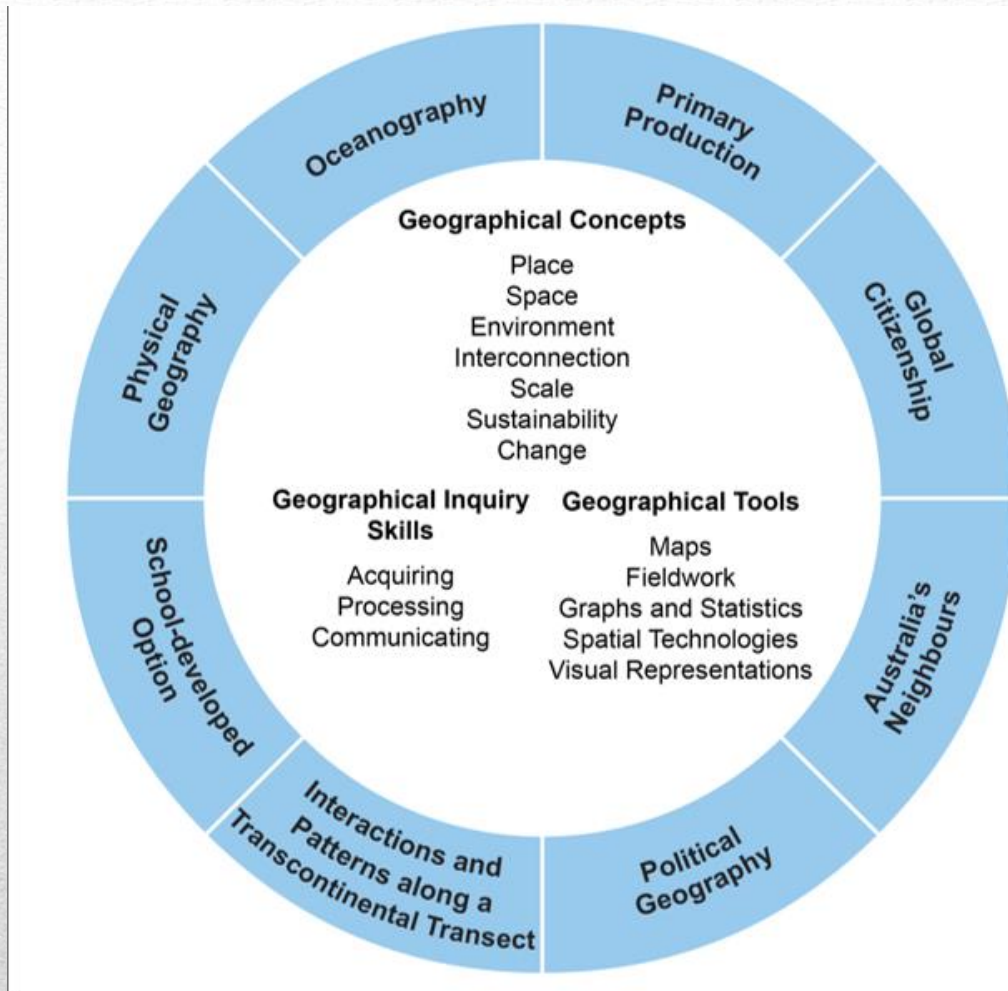 Oceanography
Primary
Production
Global
Citizenship
Australia's
Neighbours
Political
Geography
Interactions and
Patterns along a
Transcontinental Transect
School-developed
Option
Physical
Geography
Geographical Concepts
Place
Space
Environment
Interconnection
Scale
Sustainability
Change
Geographical Inquiry
Skills
Acquiring
Processing
Communicating
Geographical Tools
Maps
Fieldwork
Graphs and Statistics
Spatial Technologies
Visual Representations